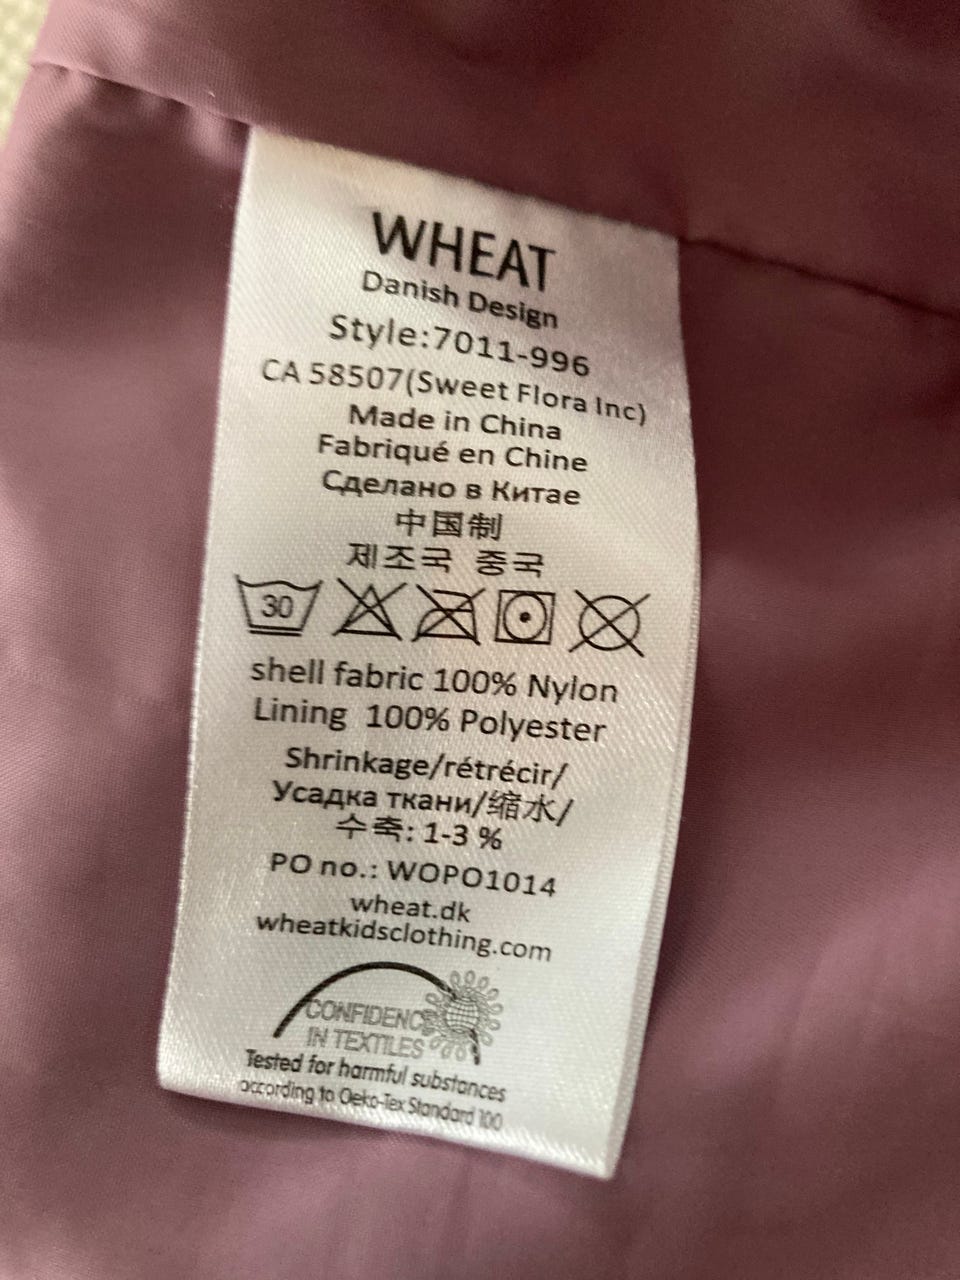 WHEAT
Danish Design
Style:7011-996
CA 58507(Sweet Flora Inc)
Made in China
Fabriqué en Chine
Сделано в Китае
中国制
제조국 중국
30
shell fabric 100% Nylon
Lining 100% Polyester
Shrinkage/rétrécir/
Усадка ткани/缩水/
수축: 1-3 %
PO no.: WOPO1014
wheat.dk
wheatkidsclothing.com
CONFIDENCE
IN TEXTILES
Tested for harmful substances
according to Oeko-Tex Standard 100